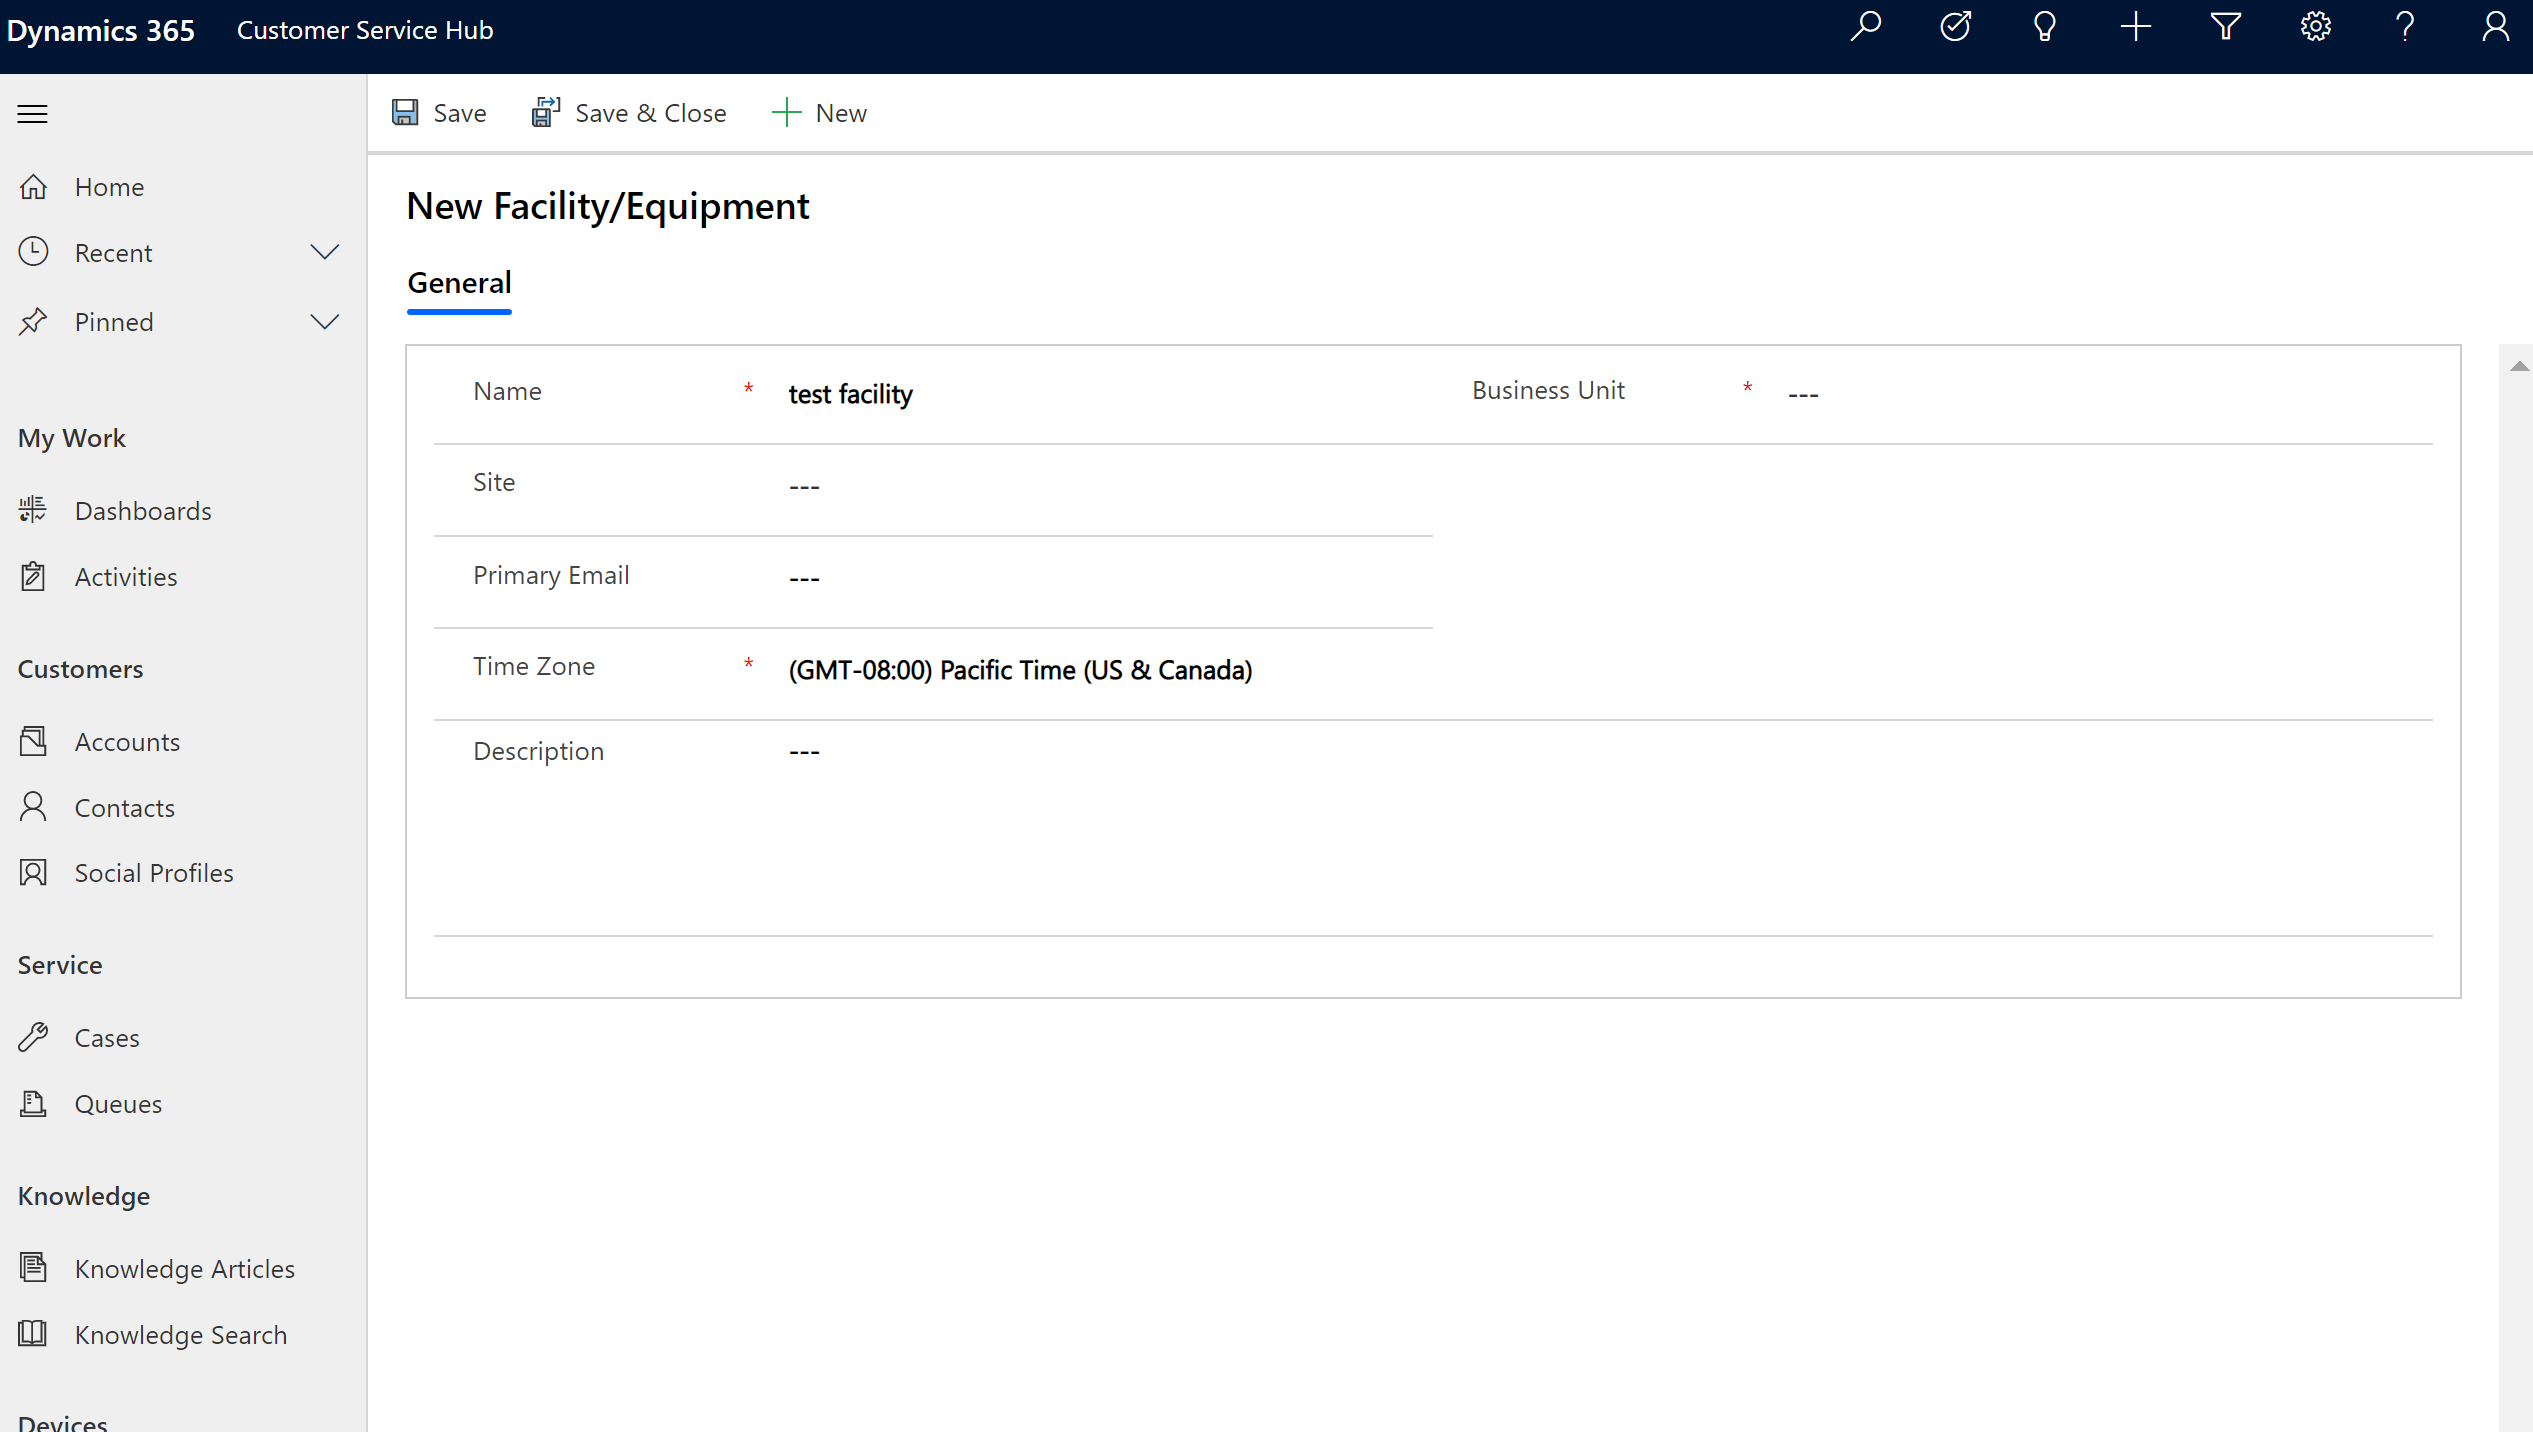 Dynamics 365 Customer Service Hub
Save Save & Close New
Home
Recent
Pinned
My Work
Dashboards
Activities
Customers
Accounts
Contacts
Social Profiles
Service
Cases
Queues
Knowledge
Knowledge Articles
Knowledge Search
Devices
New Facility/Equipment
General
Name * test facility Business Unit * ---
Site ---
Primary Email ---
Time Zone * (GMT-08:00) Pacific Time (US & Canada)
Description ---